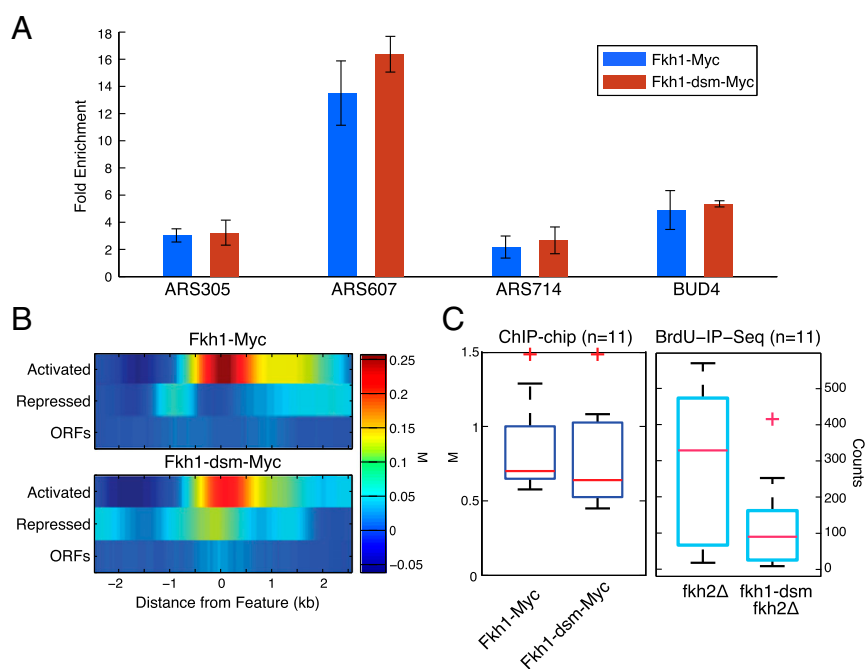 A
18
16
14
12
10
8
6
4
2
0
Fold Enrichment
Fkh1-Myc
Fkh1-dsm-Myc
ARS305
ARS607
ARS714
BUD4
B
Fkh1-Myc
Activated
Repressed
ORFs
Fkh1-dsm-Myc
Activated
Repressed
ORFs
−2
−1
0
1
2
Distance from Feature (kb)
0.25
0.20
0.15
0.10
0.05
0
−0.05
M
C
ChIP-chip (n=11)
1.5
1
0.5
0
M
Fkh1-Myc
Fkh1-dsm-Myc
BrdU−IP−Seq (n=11)
500
400
300
200
100
0
Counts
fkh2Δ
fkh1-dsm
fkh2Δ